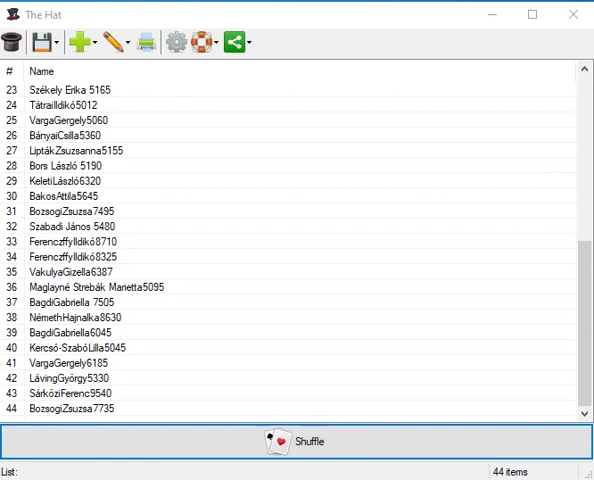 The Hat
# Name
23 Székely Erika 5165
24 TátraiIldikó5012
25 VargaGergely5060
26 BányaiCsilla5360
27 LiptákZsuzsanna5155
28 Bors László 5190
29 KeletiLászló6320
30 BakosAttila5645
31 BozsogiZsuzsa7495
32 Szabadi János 5480
33 FerenczffyIldikó8710
34 FerenczffyIldikó8325
35 VakulyaGizella6387
36 Maglayné Strebák Marietta5095
37 BagdiGabriella 7505
38 NémethHajnalka8630
39 BagdiGabriella6045
40 Kercsó-SzabóLilla5045
41 VargaGergely6185
42 LávingGyörgy5330
43 SárköziFerenc9540
44 BozsogiZsuzsa7735
Shuffle
List: 44 items